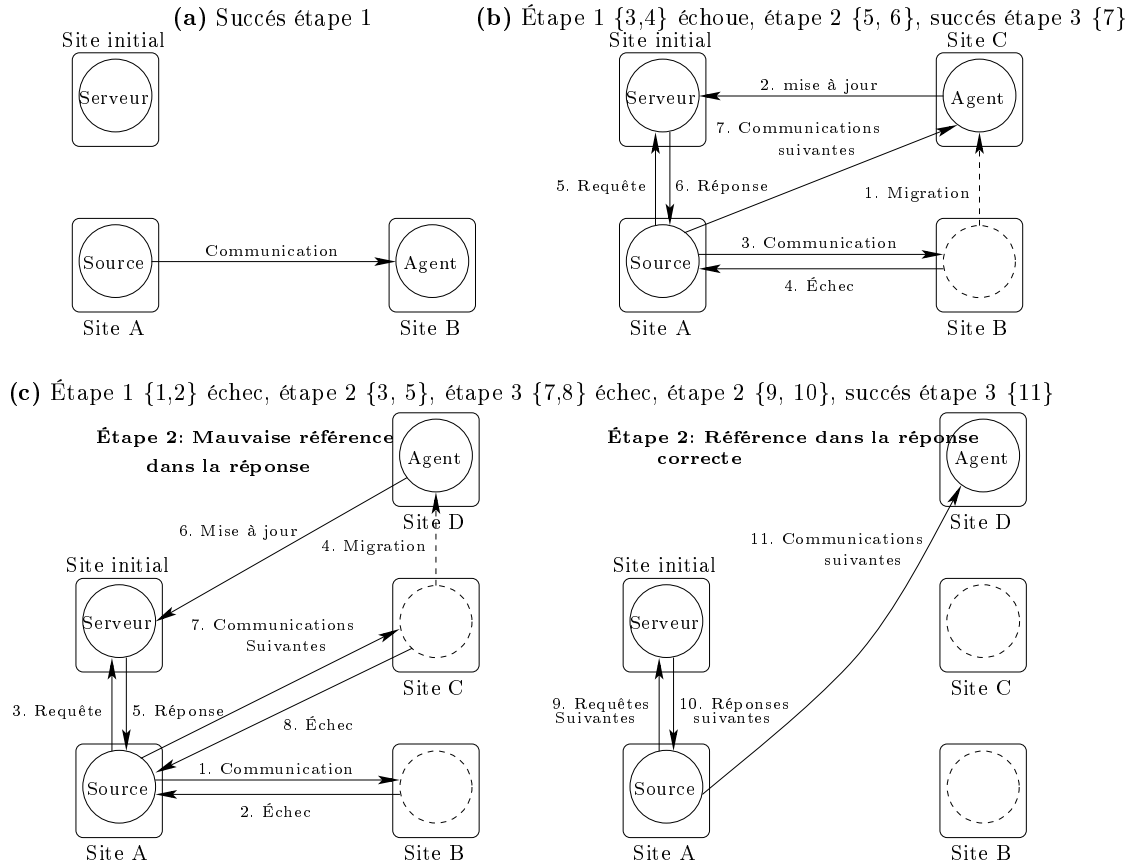 (a) Succés étape 1
Site initial
Serveur
Source
Communication
Agent
Site A
Site B
(b) Étape 1 {3,4} échoue, étape 2 {5, 6}, succés étape 3 {7}
Site initial
Site C
Serveur
2. mise à jour
Agent
7. Communications
suivantes
5. Requête
6. Réponse
1. Migration
Source
3. Communication
4. Échec
Site A
Site B
(c) Étape 1 {1,2} échec, étape 2 {3, 5}, étape 3 {7,8} échec, étape 2 {9, 10}, succés étape 3 {11}
Étape 2: Mauvaise référence
dans la réponse
Agent
Site D
6. Mise à jour
4. Migration
Site initial
Serveur
7. Communications
Suivantes
Site C
3. Requête
5. Réponse
8. Échec
Source
1. Communication
2. Échec
Site A
Site B
Étape 2: Référence dans la réponse
correcte
Agent
Site D
11. Communications
suivantes
Site initial
Serveur
Site C
9. Requêtes
Suivantes
10. Réponses
suivantes
Source
Site A
Site B